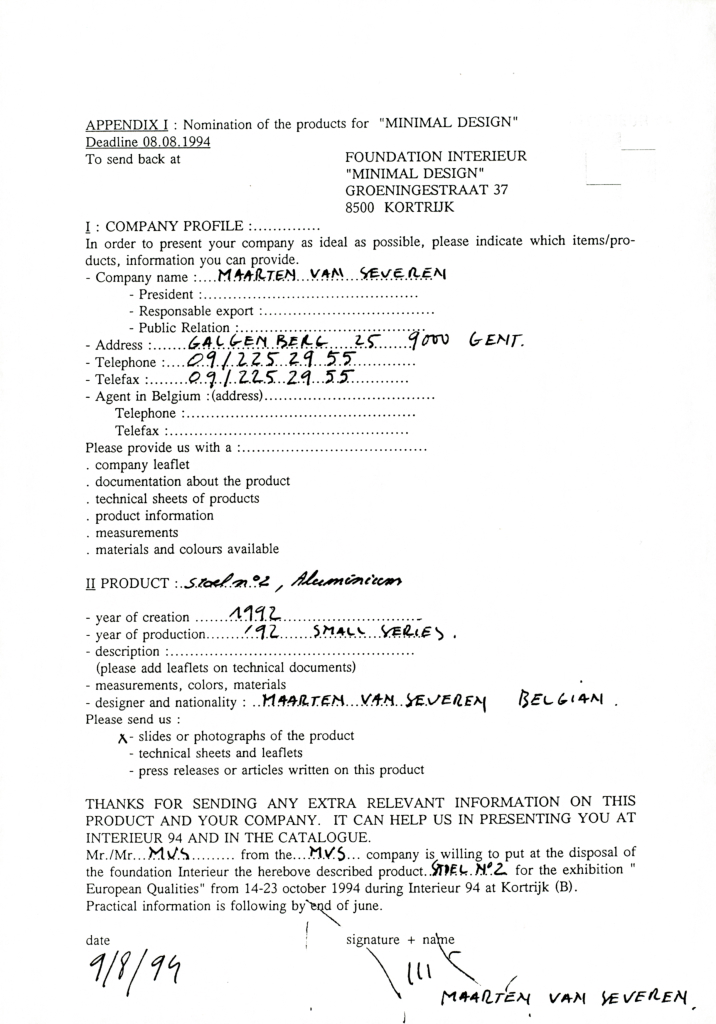 APPENDIX I : Nomination of the products for "MINIMAL DESIGN"
Deadline 08.08.1994
To send back at FOUNDATION INTERIEUR
"MINIMAL DESIGN"
GROENINGESTRAAT 37
8500 KORTRIJK
I : COMPANY PROFILE :..............
In order to present your company as ideal as possible, please indicate which items/pro-
ducts, information you can provide.
- Company name :....MAARTEN VAN SEVEREN
- President :............................................
- Responsable export :...................................
- Public Relation :......................................
- Address :......GALGENBERG 25 9000 GENT.
- Telephone :....09/225 29 55..............
- Telefax :........09/225 29 55..............
- Agent in Belgium :(address)...................................
Telephone :...............................................
Telefax :.................................................
Please provide us with a :......................................
. company leaflet
. documentation about the product
. technical sheets of products
. product information
. measurements
. materials and colours available
II PRODUCT : Stoel n°2, Aluminium
- year of creation .......1992..................................
- year of production........'92.......SMALL SERIES.
- description :..................................................
(please add leaflets on technical documents)
- measurements, colors, materials
- designer and nationality : ..MAARTEN VAN SEVEREN BELGIAN.
Please send us :
x - slides or photographs of the product
- technical sheets and leaflets
- press releases or articles written on this product
THANKS FOR SENDING ANY EXTRA RELEVANT INFORMATION ON THIS
PRODUCT AND YOUR COMPANY. IT CAN HELP US IN PRESENTING YOU AT
INTERIEUR 94 AND IN THE CATALOGUE.
Mr./Mr...MVS......... from the...M.V.S... company is willing to put at the disposal of
the foundation Interieur the herebove described product..STOEL N°2 for the exhibition "
European Qualities" from 14-23 october 1994 during Interieur 94 at Kortrijk (B).
Practical information is following by end of june.
date signature + name
9/8/94
MAARTEN VAN SEVEREN.